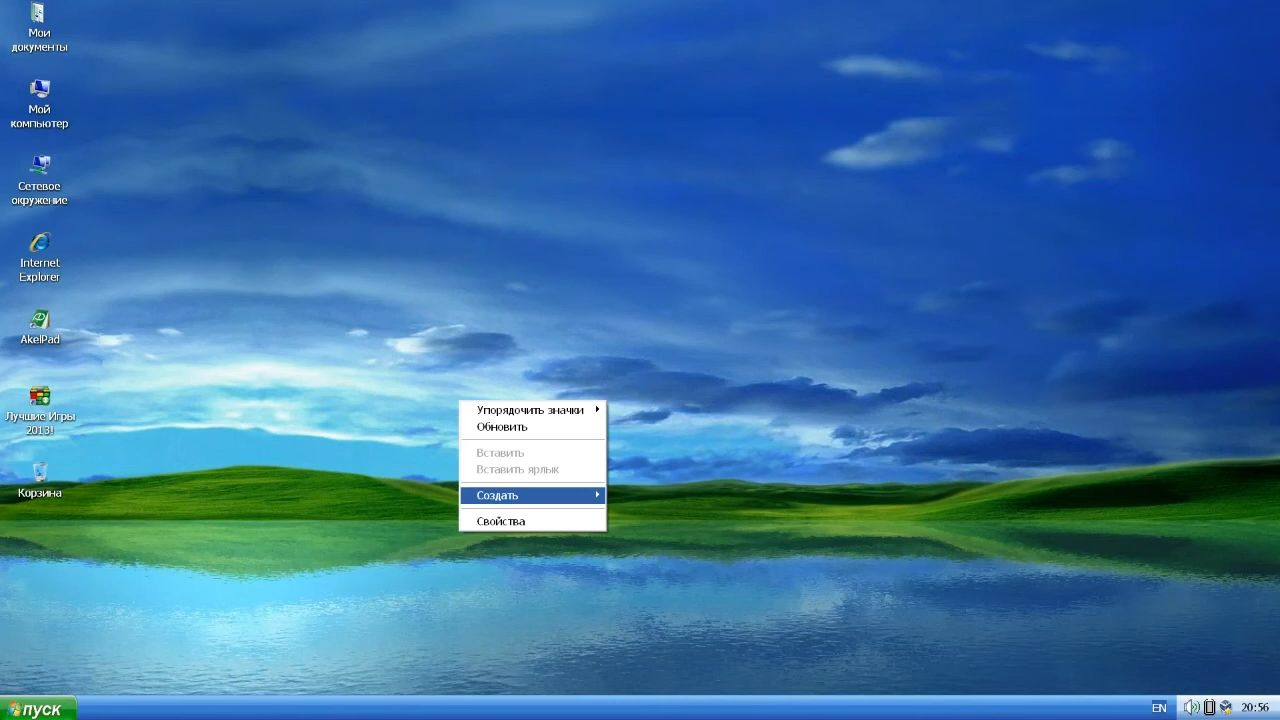 Мои
документы
Мой
компьютер
Сетевое
окружение
Internet
Explorer
AkelPad
Лучшие Игры
2013!
Корзина
Упорядочить значки
Обновить
Вставить
Вставить ярлык
Создать
Свойства
пуск
EN
20:56